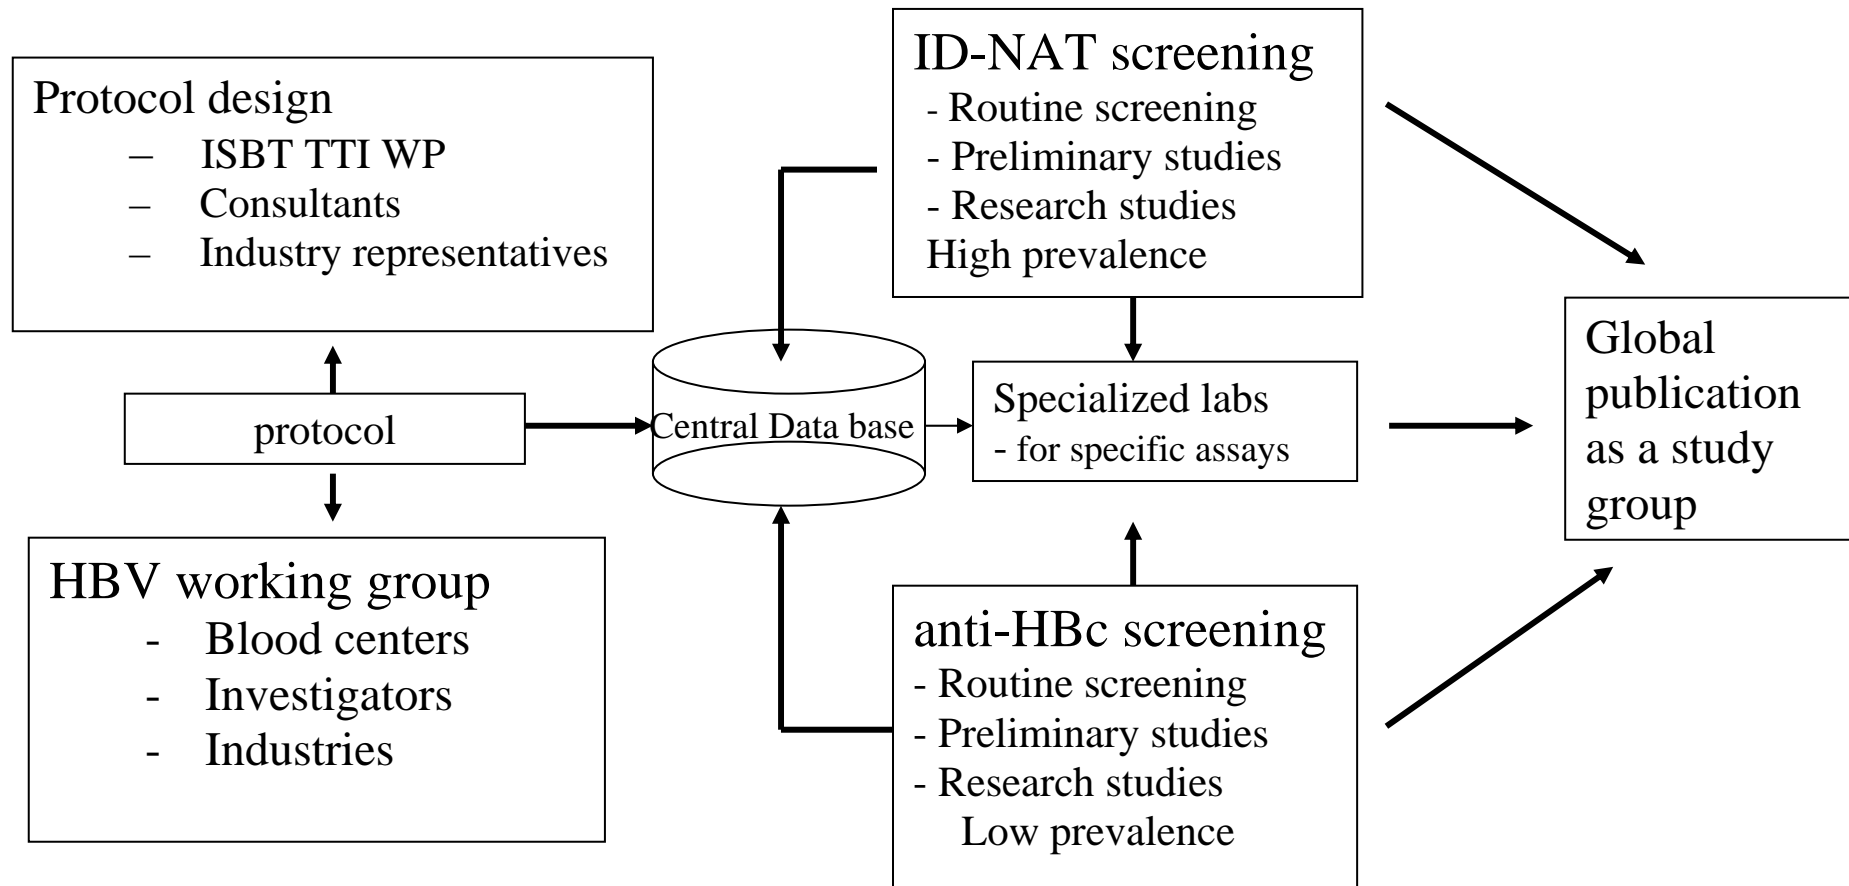 Protocol design
– ISBT TTI WP
– Consultants
– Industry representatives
protocol
HBV working group
- Blood centers
- Investigators
- Industries
Central Data base
ID-NAT screening
- Routine screening
- Preliminary studies
- Research studies
High prevalence
Specialized labs
- for specific assays
anti-HBc screening
- Routine screening
- Preliminary studies
- Research studies
Low prevalence
Global
publication
as a study
group